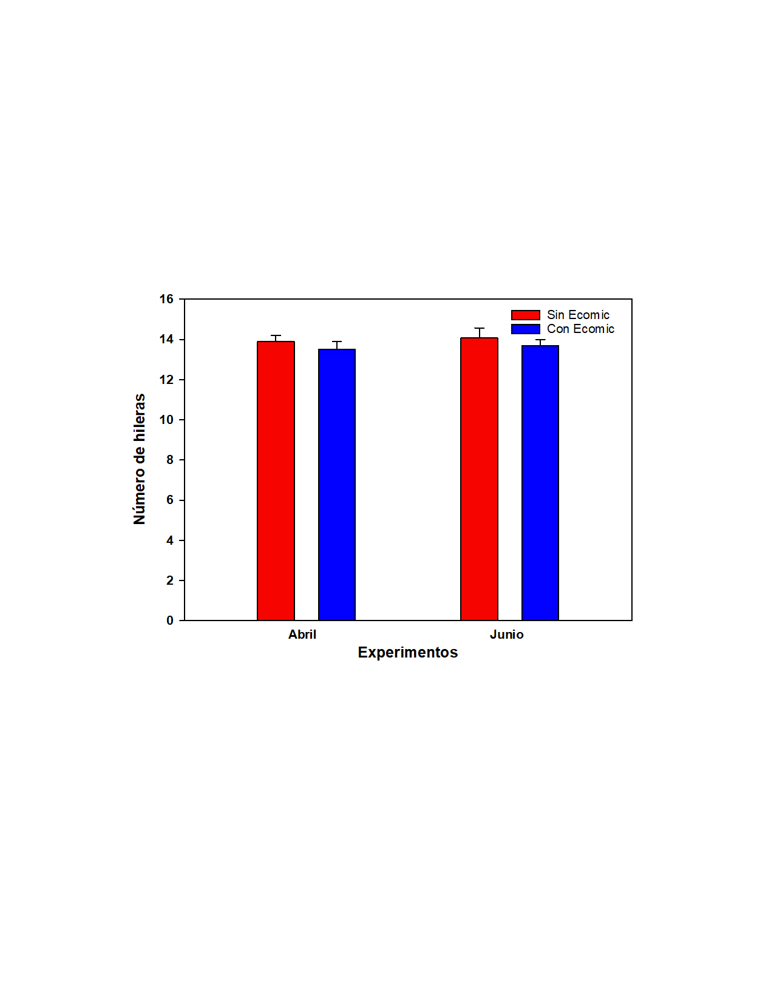 16
14
12
10
8
6
4
2
0
Número de hileras
Sin Ecomic
Con Ecomic
Abril
Junio
Experimentos